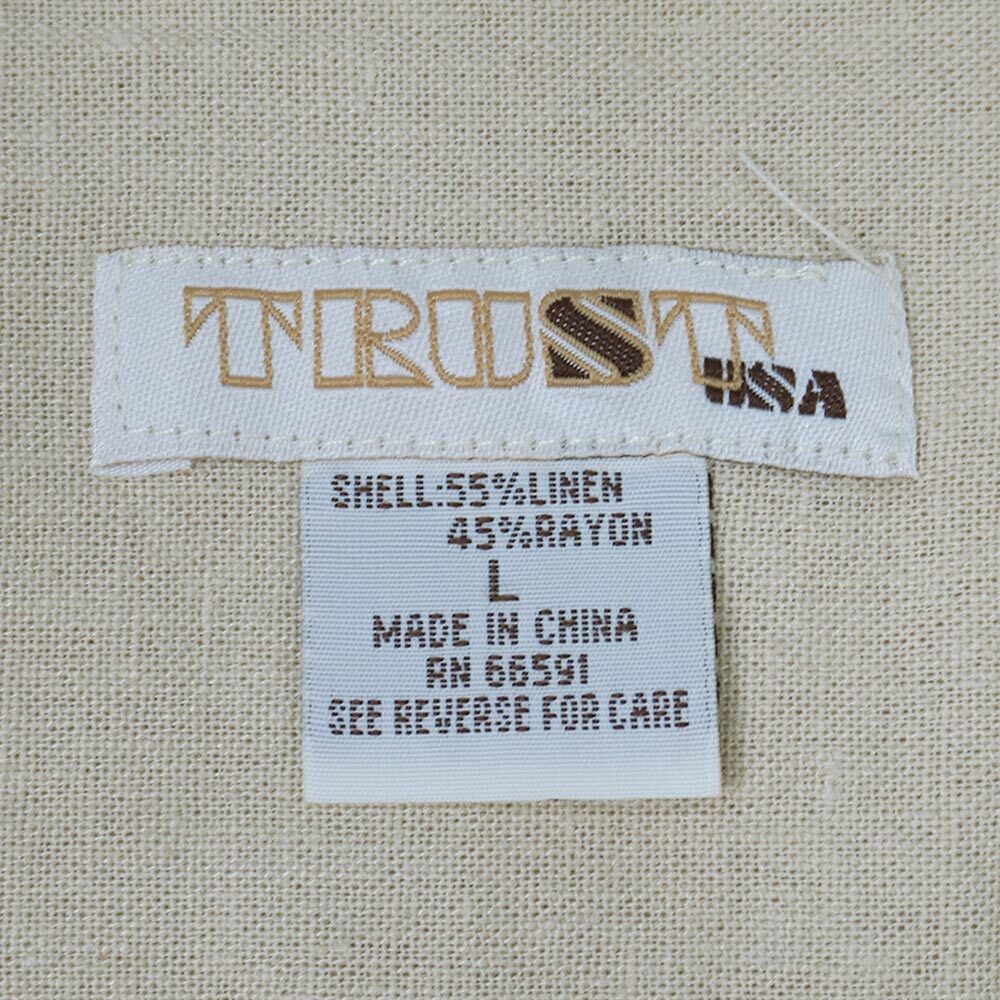 TRUST
USA
SHELL:55%LINEN
45%RAYON
L
MADE IN CHINA
RN 66591
SEE REVERSE FOR CARE